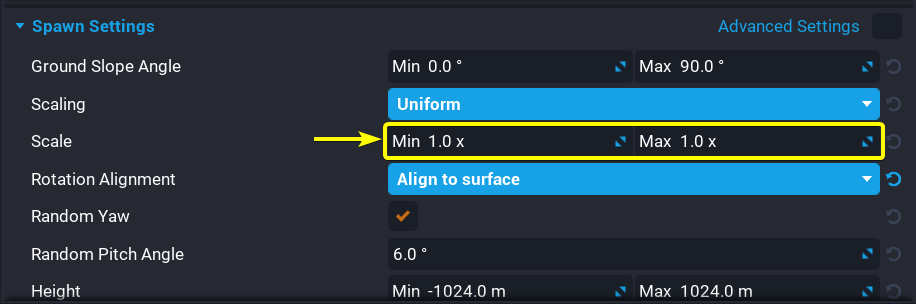 Spawn Settings Advanced Settings
Ground Slope Angle Min 0.0 ° Max 90.0 °
Scaling Uniform
Scale Min 1.0 x Max 1.0 x
Rotation Alignment Align to surface
Random Yaw
Random Pitch Angle 6.0 °
Height Min -1024.0 m Max 1024.0 m